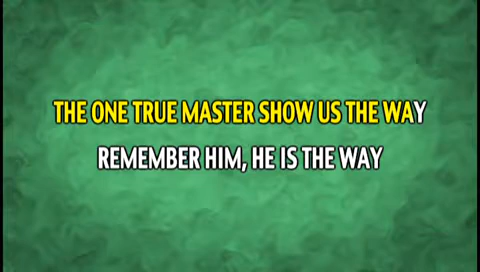 THE ONE TRUE MASTER SHOW US THE WAY
REMEMBER HIM, HE IS THE WAY